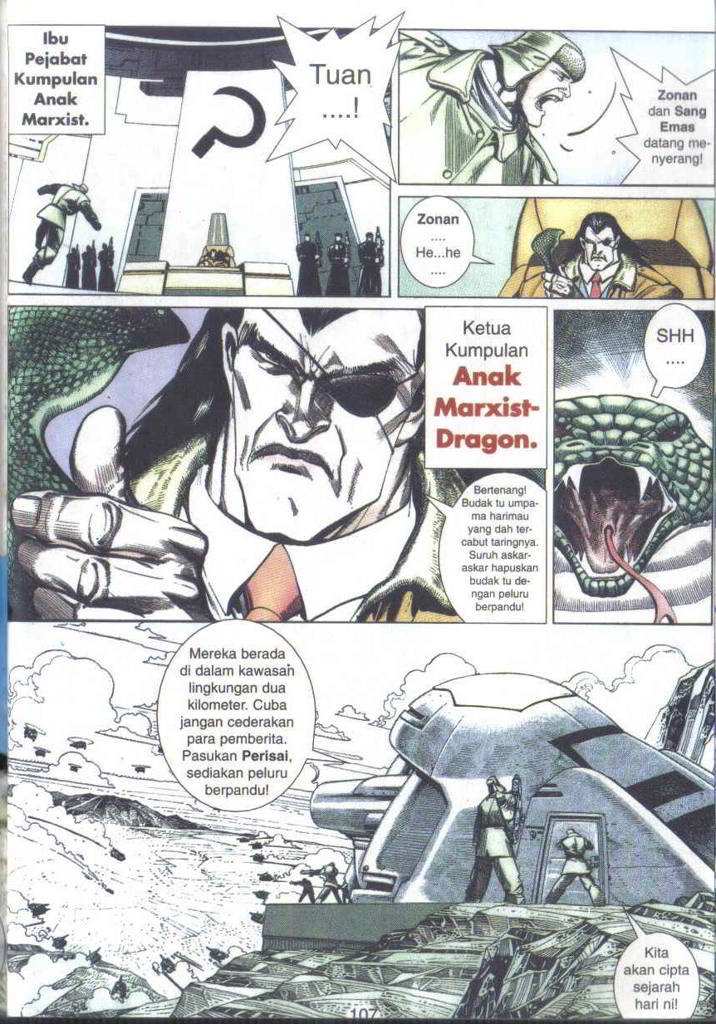 Ibu
Pejabat
Kumpulan
Anak
Marxist.
Tuan
....!
Zonan
dan Sang
Emas
datang me-
nyerang!
Zonan
....
He...he
....
Ketua
Kumpulan
Anak
Marxist-
Dragon.
Bertenang!
Budak tu umpa-
ma harimau
yang dah ter-
cabut taringnya.
Suruh askar-
askar hapuskan
budak tu de-
ngan peluru
berpandu!
SHH
....
Mereka berada
di dalam kawasan
lingkungan dua
kilometer. Cuba
jangan cederakan
para pemberita.
Pasukan Perisai,
sediakan peluru
berpandu!
Kita
akan cipta
sejarah
hari ni!
107